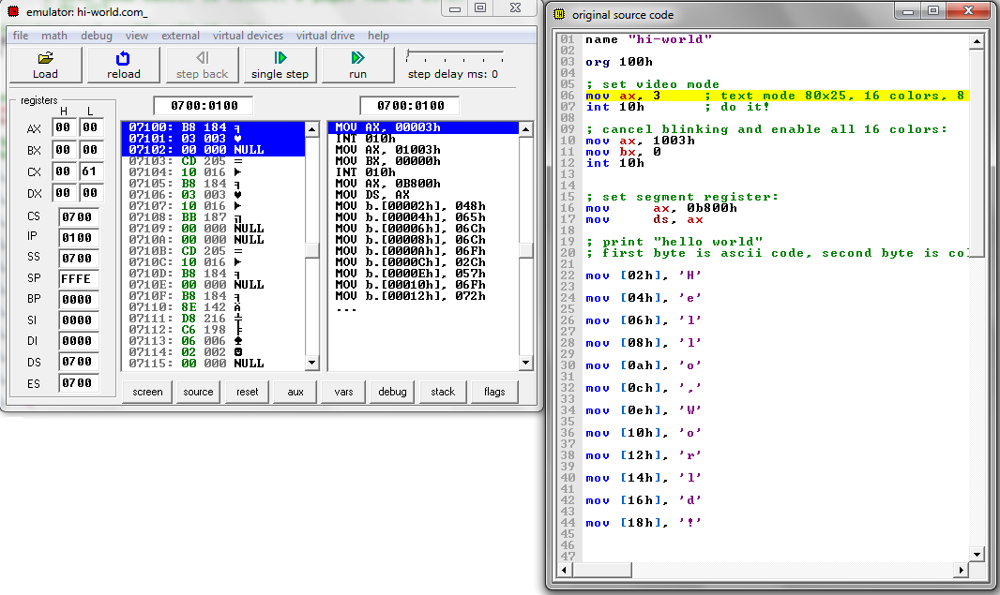 emulator: hi-world.com_
file math debug view external virtual devices virtual drive help
Load reload step back single step run step delay ms: 0
registers
H L
AX 00 00
BX 00 00
CX 00 61
DX 00 00
CS 0700
IP 0100
SS 0700
SP FFFE
BP 0000
SI 0000
DI 0000
DS 0700
ES 0700
0700:0100
07100: B8 184 ╕
07101: 03 003 ♥
07102: 00 000 NULL
07103: CD 205 =
07104: 10 016 ►
07105: B8 184 ╕
07106: 03 003 ♥
07107: 10 016 ►
07108: BB 187 ╗
07109: 00 000 NULL
0710A: 00 000 NULL
0710B: CD 205 =
0710C: 10 016 ►
0710D: B8 184 ╕
0710E: 00 000 NULL
0710F: B8 184 ╕
07110: 8E 142 Ä
07111: D8 216 ╪
07112: C6 198 ╞
07113: 06 006 ♠
07114: 02 002 ☻
07115: 00 000 NULL
0700:0100
MOV AX, 00003h
INT 010h
MOV AX, 01003h
MOV BX, 00000h
INT 010h
MOV AX, 0B800h
MOV DS, AX
MOV b.[00002h], 048h
MOV b.[00004h], 065h
MOV b.[00006h], 06Ch
MOV b.[00008h], 06Ch
MOV b.[0000Ah], 06Fh
MOV b.[0000Ch], 02Ch
MOV b.[0000Eh], 057h
MOV b.[00010h], 06Fh
MOV b.[00012h], 072h
...
screen source reset aux vars debug stack flags
original source code
01 name "hi-world"
02
03 org 100h
04
05 ; set video mode
06 mov ax, 3 ; text mode 80x25, 16 colors, 8
07 int 10h ; do it!
08
09 ; cancel blinking and enable all 16 colors:
10 mov ax, 1003h
11 mov bx, 0
12 int 10h
13
14
15 ; set segment register:
16 mov ax, 0b800h
17 mov ds, ax
18
19 ; print "hello world"
20 ; first byte is ascii code, second byte is co
21
22 mov [02h], 'H'
23
24 mov [04h], 'e'
25
26 mov [06h], 'l'
27
28 mov [08h], 'l'
29
30 mov [0ah], 'o'
31
32 mov [0ch], ','
33
34 mov [0eh], 'W'
35
36 mov [10h], 'o'
37
38 mov [12h], 'r'
39
40 mov [14h], 'l'
41
42 mov [16h], 'd'
43
44 mov [18h], '!'
45
46
47